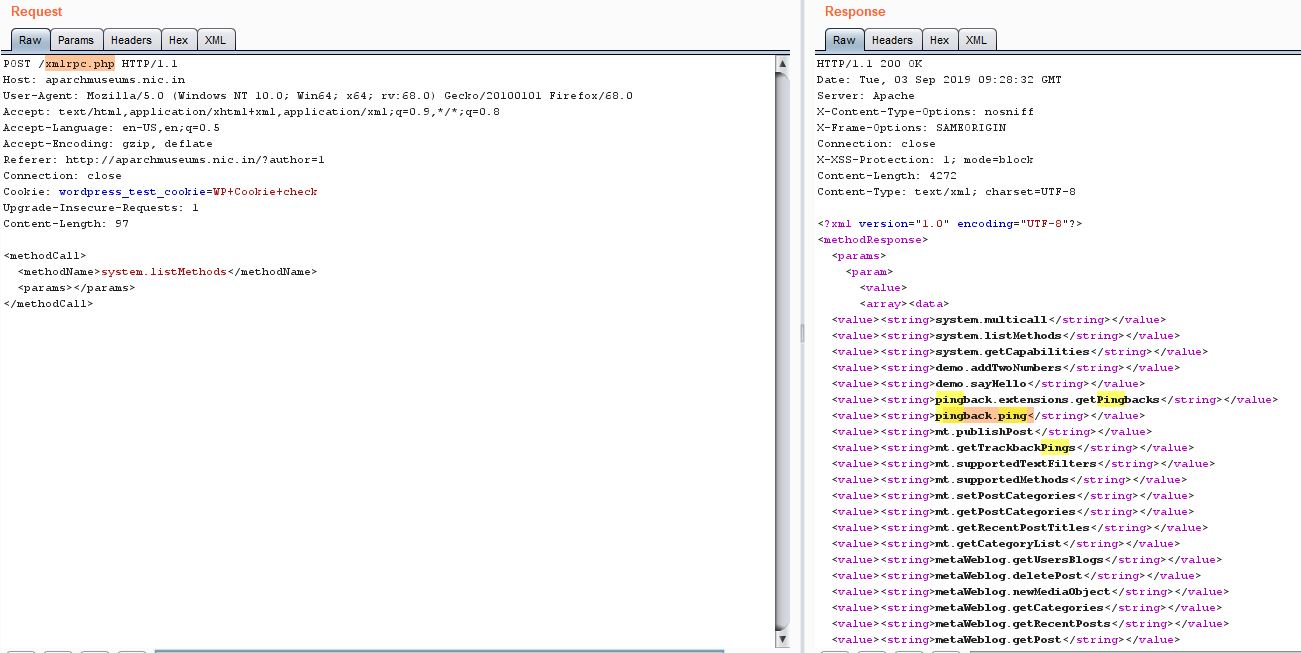 Request
Raw Params Headers Hex XML
POST /xmlrpc.php HTTP/1.1
Host: aparchmuseums.nic.in
User-Agent: Mozilla/5.0 (Windows NT 10.0; Win64; x64; rv:68.0) Gecko/20100101 Firefox/68.0
Accept: text/html,application/xhtml+xml,application/xml;q=0.9,*/*;q=0.8
Accept-Language: en-US,en;q=0.5
Accept-Encoding: gzip, deflate
Referer: http://aparchmuseums.nic.in/?author=1
Connection: close
Cookie: wordpress_test_cookie=WP+Cookie+check
Upgrade-Insecure-Requests: 1
Content-Length: 97
<methodCall>
<methodName>system.listMethods</methodName>
<params></params>
</methodCall>
Response
Raw Headers Hex XML
HTTP/1.1 200 OK
Date: Tue, 03 Sep 2019 09:28:32 GMT
Server: Apache
X-Content-Type-Options: nosniff
X-Frame-Options: SAMEORIGIN
Connection: close
X-XSS-Protection: 1; mode=block
Content-Length: 4272
Content-Type: text/xml; charset=UTF-8
<?xml version="1.0" encoding="UTF-8"?>
<methodResponse>
<params>
<param>
<value>
<array><data>
<value><string>system.multicall</string></value>
<value><string>system.listMethods</string></value>
<value><string>system.getCapabilities</string></value>
<value><string>demo.addTwoNumbers</string></value>
<value><string>demo.sayHello</string></value>
<value><string>pingback.extensions.getPingbacks</string></value>
<value><string>pingback.ping</string></value>
<value><string>mt.publishPost</string></value>
<value><string>mt.getTrackbackPings</string></value>
<value><string>mt.supportedTextFilters</string></value>
<value><string>mt.supportedMethods</string></value>
<value><string>mt.setPostCategories</string></value>
<value><string>mt.getPostCategories</string></value>
<value><string>mt.getRecentPostTitles</string></value>
<value><string>mt.getCategoryList</string></value>
<value><string>metaWeblog.getUsersBlogs</string></value>
<value><string>metaWeblog.deletePost</string></value>
<value><string>metaWeblog.newMediaObject</string></value>
<value><string>metaWeblog.getCategories</string></value>
<value><string>metaWeblog.getRecentPosts</string></value>
<value><string>metaWeblog.getPost</string></value>